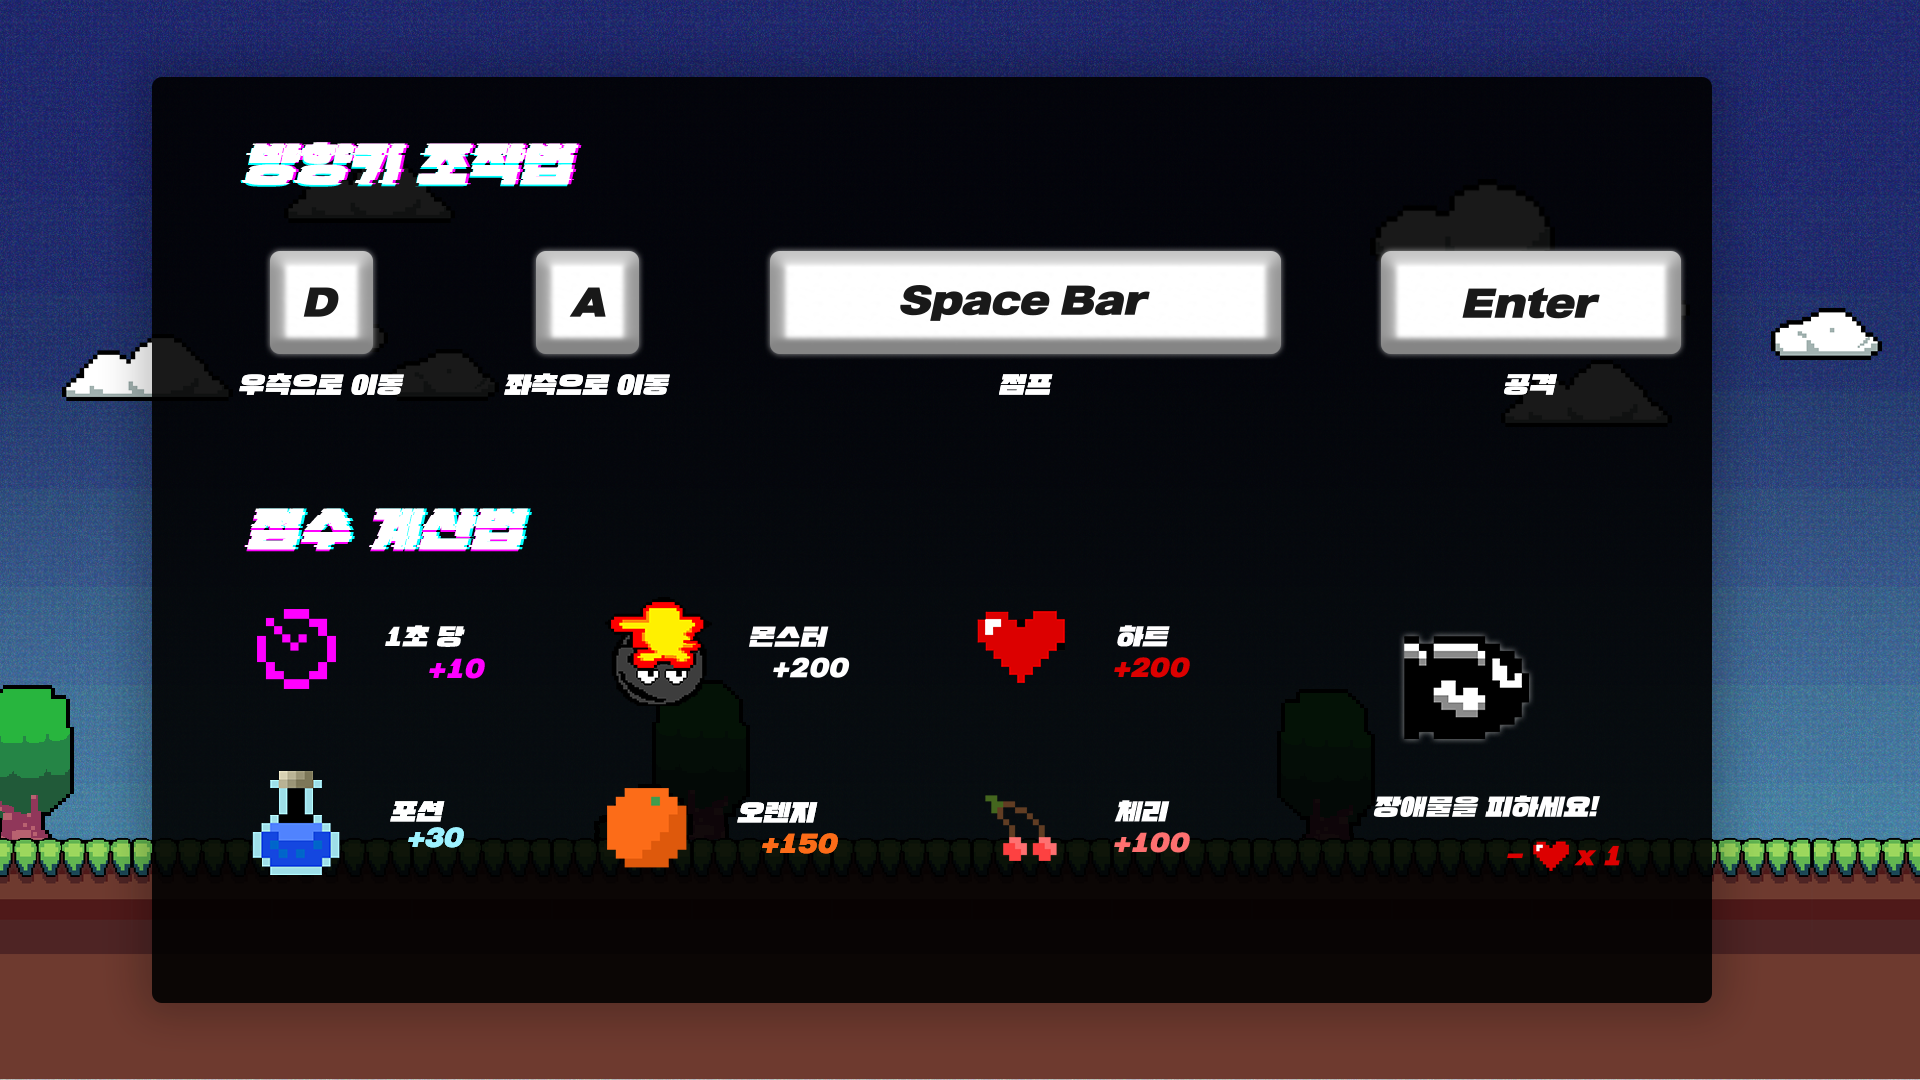 방향키 조작법
D
A
Space Bar
Enter
우측으로 이동
좌측으로 이동
점프
공격
점수 계산법
1초 당
+10
몬스터
+200
하트
+200
포션
+30
오렌지
+150
체리
+100
장애물을 피하세요!
- x 1